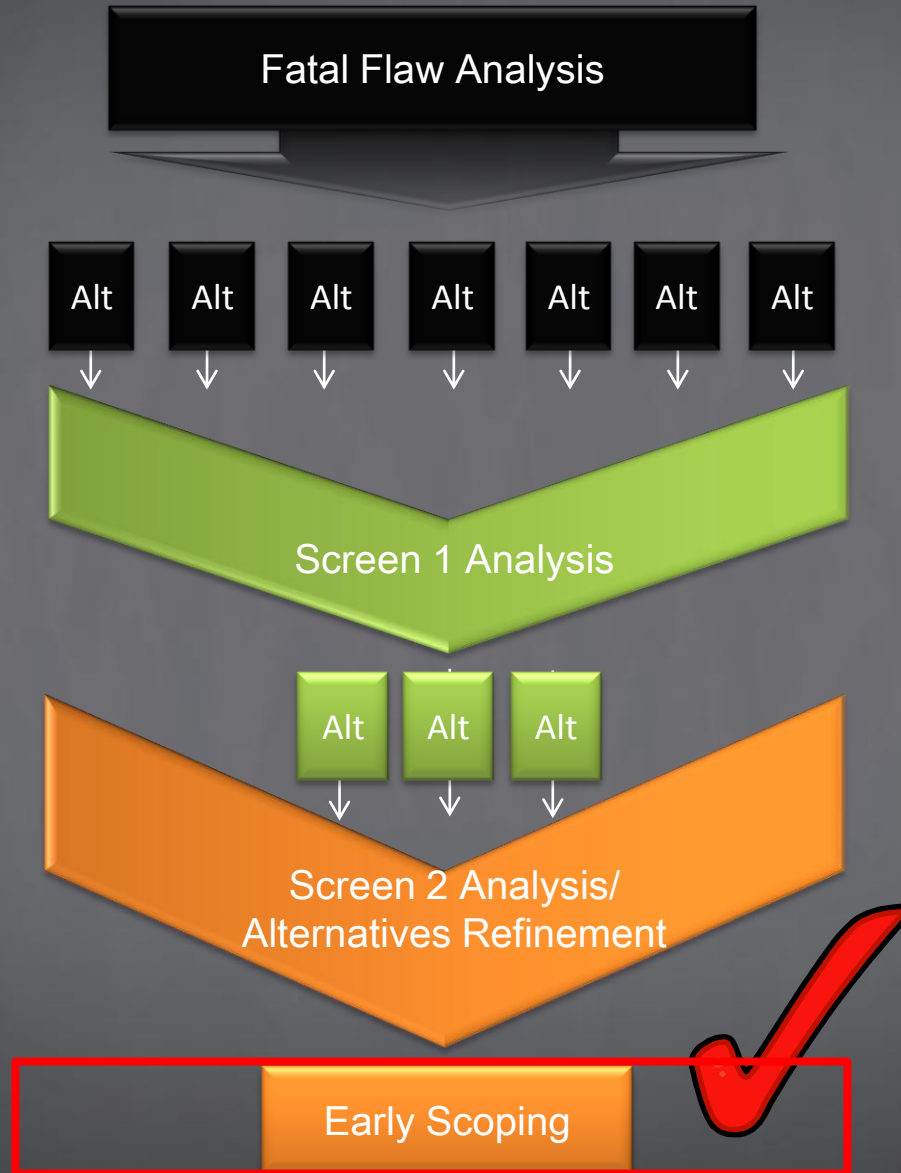 Fatal Flaw Analysis
Alt Alt Alt Alt Alt Alt Alt
Screen 1 Analysis
Alt Alt Alt
Screen 2 Analysis/
Alternatives Refinement
Early Scoping